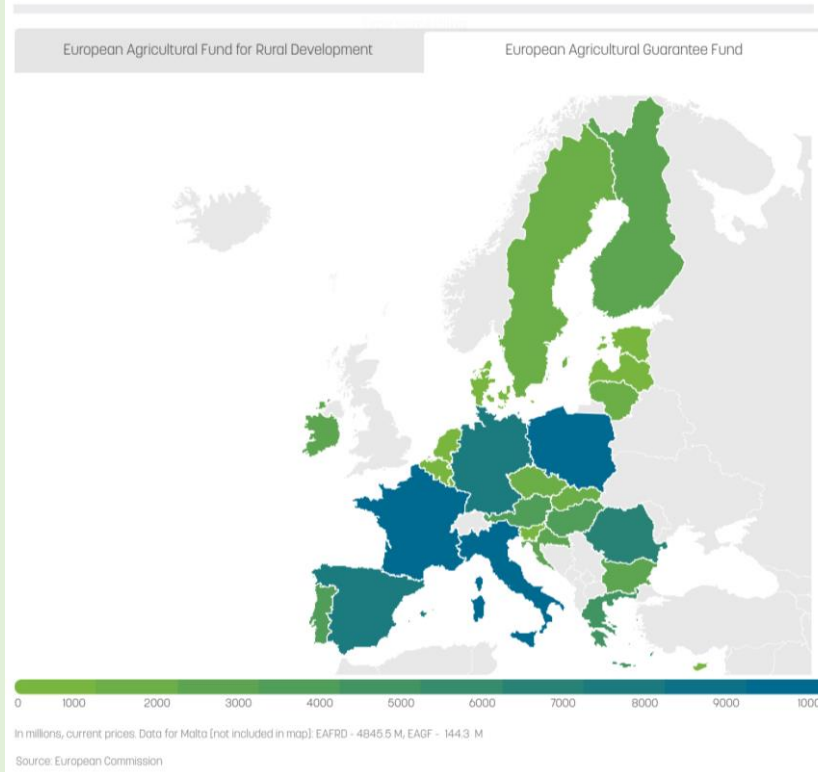 European Agricultural Fund for Rural Development
European Agricultural Guarantee Fund
0 1000 2000 3000 4000 5000 6000 7000 8000 9000 1000
In millions, current prices. Data for Malta [not included in map]: EAFRD - 4845.5 M, EAGF - 144.3 M
Source: European Commission